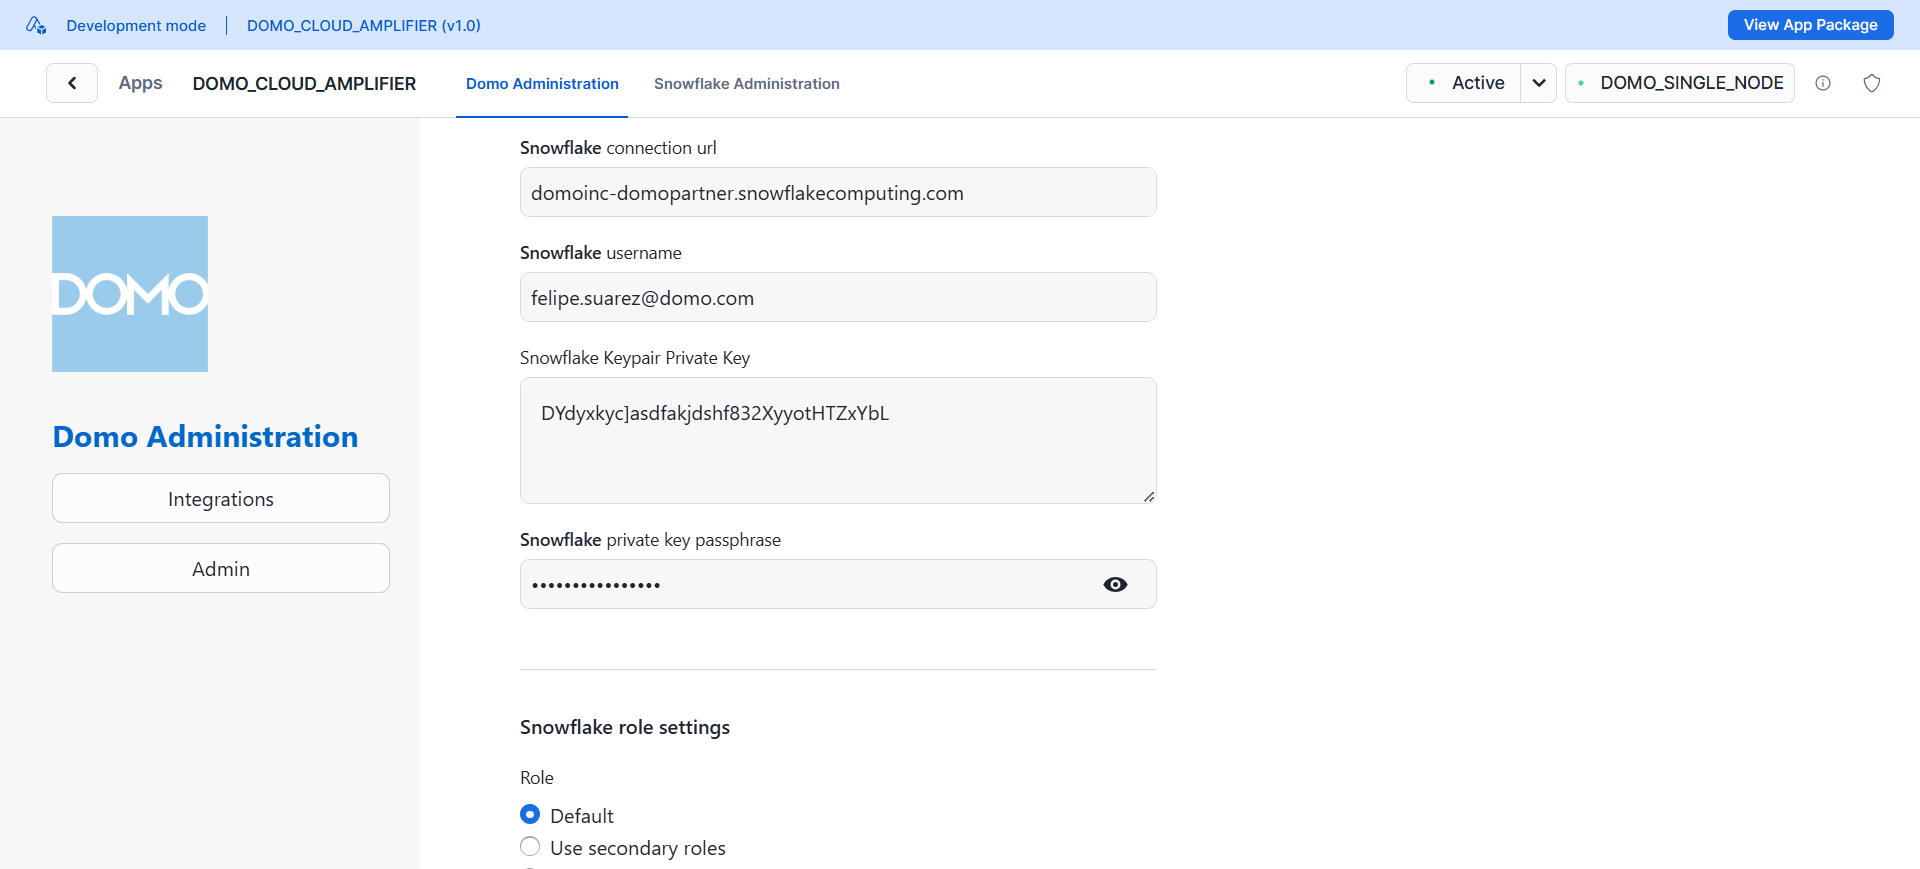 Development mode DOMO_CLOUD_AMPLIFIER (v1.0) View App Package
Apps DOMO_CLOUD_AMPLIFIER Domo Administration Snowflake Administration Active DOMO_SINGLE_NODE
DOMO
Domo Administration
Integrations
Admin
Snowflake connection url
domoinc-domopartner.snowflakecomputing.com
Snowflake username
felipe.suarez@domo.com
Snowflake Keypair Private Key
DYdyxkyc]asdfakjdshf832XyyotHTZxYbL
Snowflake private key passphrase
••••••••••••••••
Snowflake role settings
Role
Default
Use secondary roles